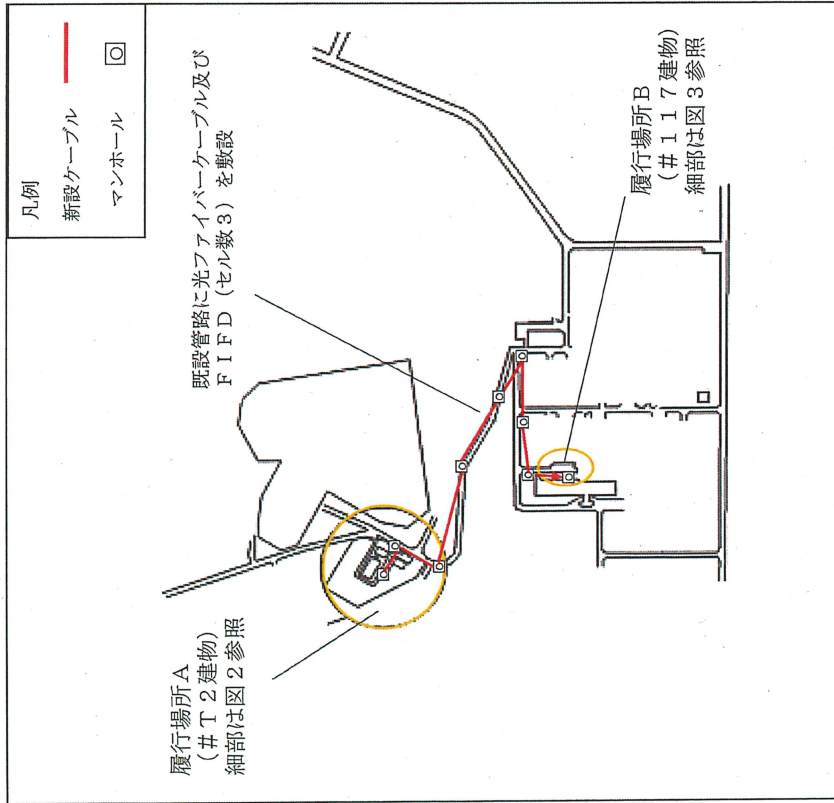 凡例
新設ケーブル
マンホール
既設管路に光ファイバーケーブル及び
ＦＩＦＤ（セル数３）を敷設
履行場所Ａ
（＃Ｔ２建物）
細部は図２参照
履行場所Ｂ
（＃１１７建物）
細部は図３参照